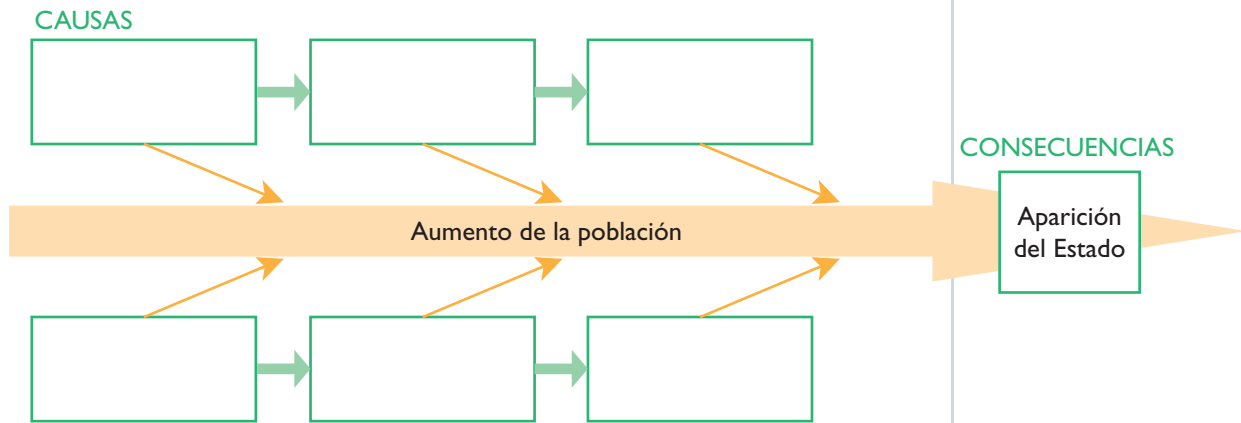 CAUSAS
CONSECUENCIAS
Aumento de la población
Aparición
del Estado